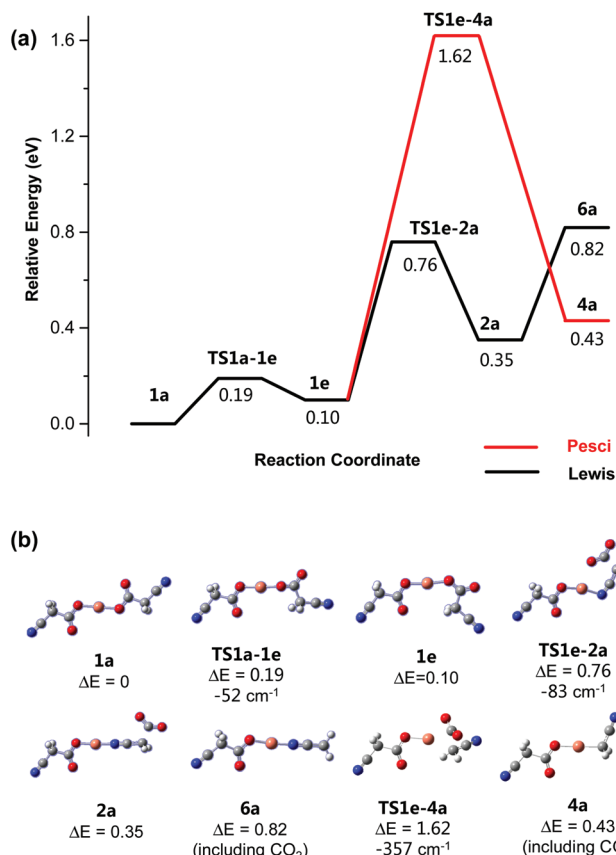 (a)
TS1e-4a
1.6
1.62
1.2
Relative Energy (eV)
6a
0.8
TS1e-2a
0.82
0.76
4a
2a
0.4
0.43
TS1a-1e
0.35
1e
1a
0.19
0.10
0.0
Pesci
Reaction Coordinate
Lewis
(b)
1a
TS1a-1e
1e
TS1e-2a
ΔE = 0
ΔE = 0.19
ΔE=0.10
ΔE = 0.76
-52 cm⁻¹
-83 cm⁻¹
2a
6a
TS1e-4a
4a
ΔE = 0.35
ΔE = 0.82
ΔE = 1.62
ΔE = 0.43
(including CO₂)
-357 cm⁻¹
(including